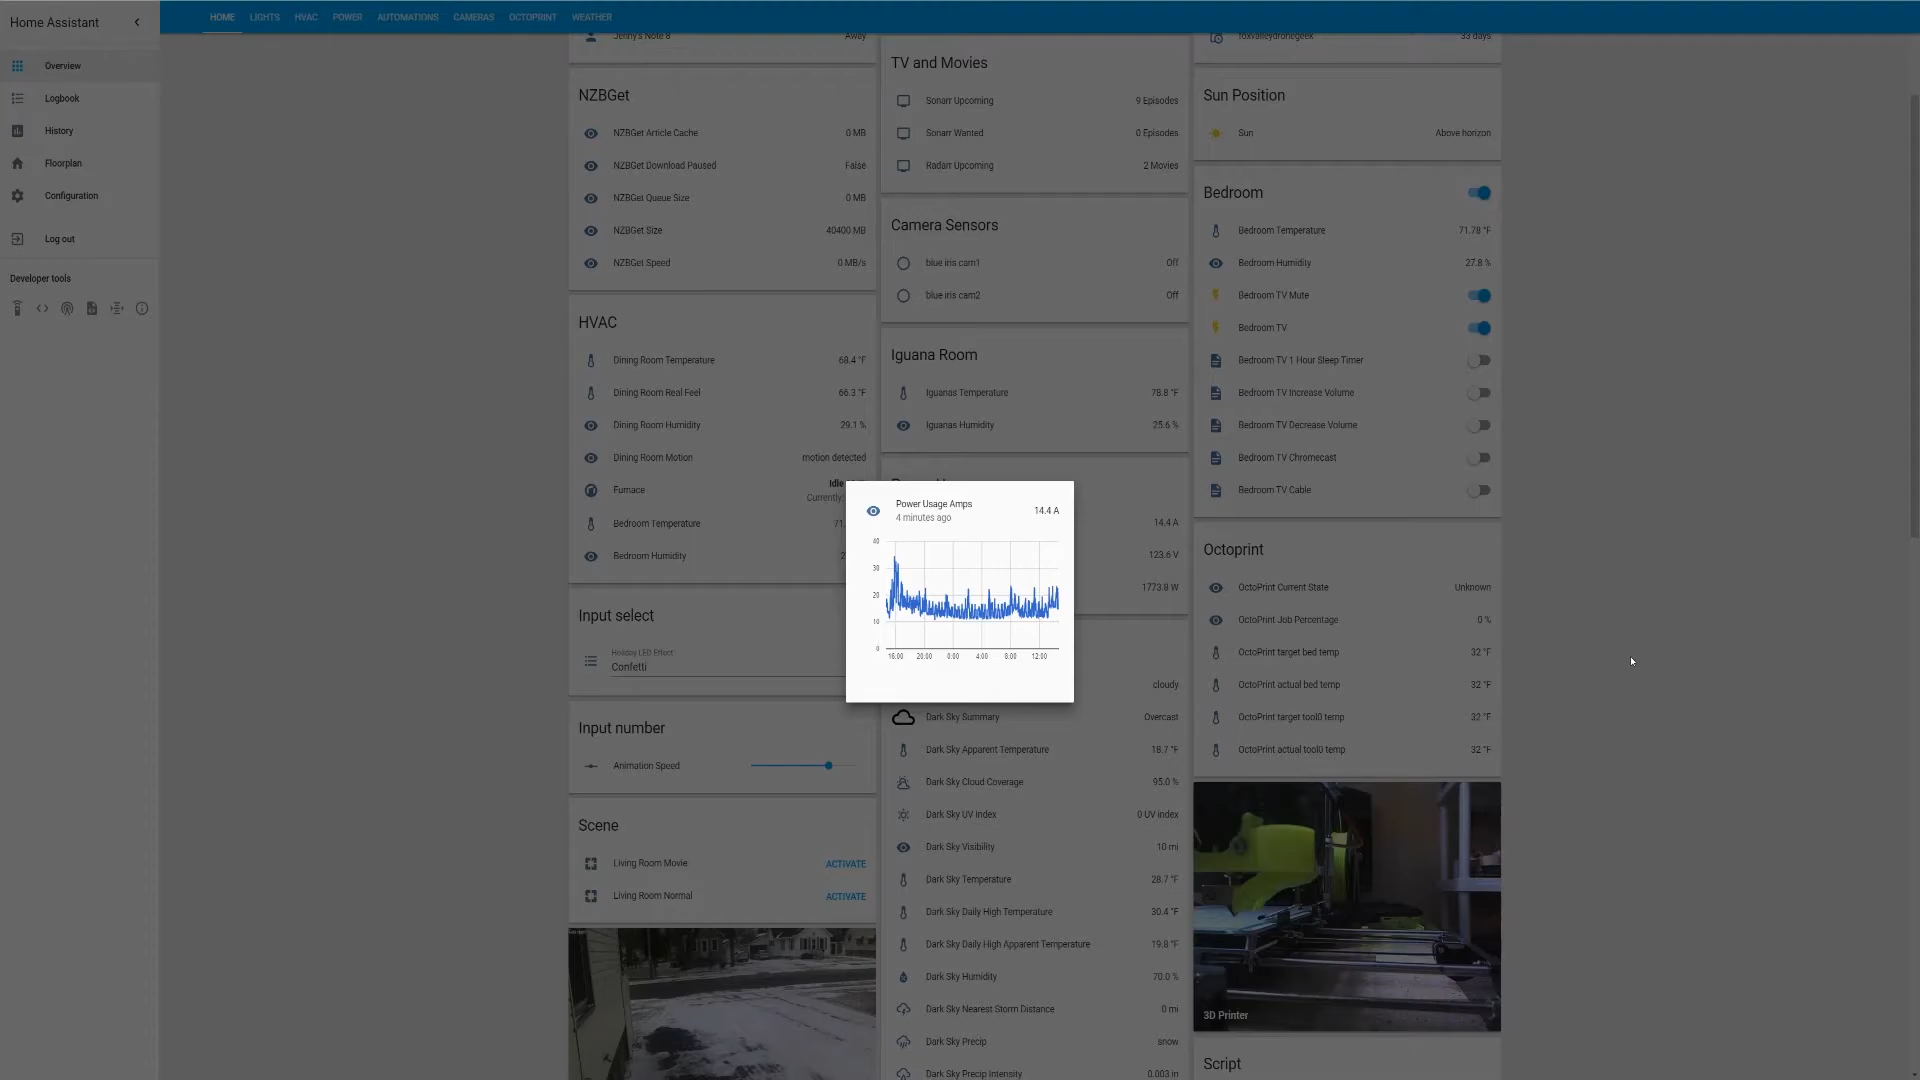 Home Assistant
HOME LIGHTS HVAC POWER AUTOMATIONS CAMERAS OCTOPRINT WEATHER
Overview
Logbook
History
Floorplan
Configuration
Log out
Developer tools
Jenny's Note 8 Away
NZBGet
NZBGet Article Cache 0 MB
NZBGet Download Paused False
NZBGet Queue Size 0 MB
NZBGet Size 40400 MB
NZBGet Speed 0 MB/s
HVAC
Dining Room Temperature 68.4 °F
Dining Room Real Feel 66.3 °F
Dining Room Humidity 29.1 %
Dining Room Motion motion detected
Furnace Idle
Currently:
Bedroom Temperature 71.
Bedroom Humidity 2
Input select
Holiday LED Effect
Confetti
Input number
Animation Speed
Scene
Living Room Movie ACTIVATE
Living Room Normal ACTIVATE
TV and Movies
Sonarr Upcoming 9 Episodes
Sonarr Wanted 0 Episodes
Radarr Upcoming 2 Movies
Camera Sensors
blue iris cam1 Off
blue iris cam2 Off
Iguana Room
Iguanas Temperature 78.8 °F
Iguanas Humidity 25.6 %
14.4 A
123.6 V
1773.8 W
Power Usage Amps 14.4 A
4 minutes ago
40
30
20
10
0
16:00 20:00 0:00 4:00 8:00 12:00
cloudy
Dark Sky Summary Overcast
Dark Sky Apparent Temperature 18.7 °F
Dark Sky Cloud Coverage 95.0 %
Dark Sky UV Index 0 UV index
Dark Sky Visibility 10 mi
Dark Sky Temperature 28.7 °F
Dark Sky Daily High Temperature 30.4 °F
Dark Sky Daily High Apparent Temperature 19.8 °F
Dark Sky Humidity 70.0 %
Dark Sky Nearest Storm Distance 0 mi
Dark Sky Precip snow
Dark Sky Precip Intensity 0.003 in
foxvalleydronegeek 33 days
Sun Position
Sun Above horizon
Bedroom
Bedroom Temperature 71.78 °F
Bedroom Humidity 27.8 %
Bedroom TV Mute
Bedroom TV
Bedroom TV 1 Hour Sleep Timer
Bedroom TV Increase Volume
Bedroom TV Decrease Volume
Bedroom TV Chromecast
Bedroom TV Cable
Octoprint
OctoPrint Current State Unknown
OctoPrint Job Percentage 0 %
OctoPrint target bed temp 32 °F
OctoPrint actual bed temp 32 °F
OctoPrint target tool0 temp 32 °F
OctoPrint actual tool0 temp 32 °F
3D Printer
Script